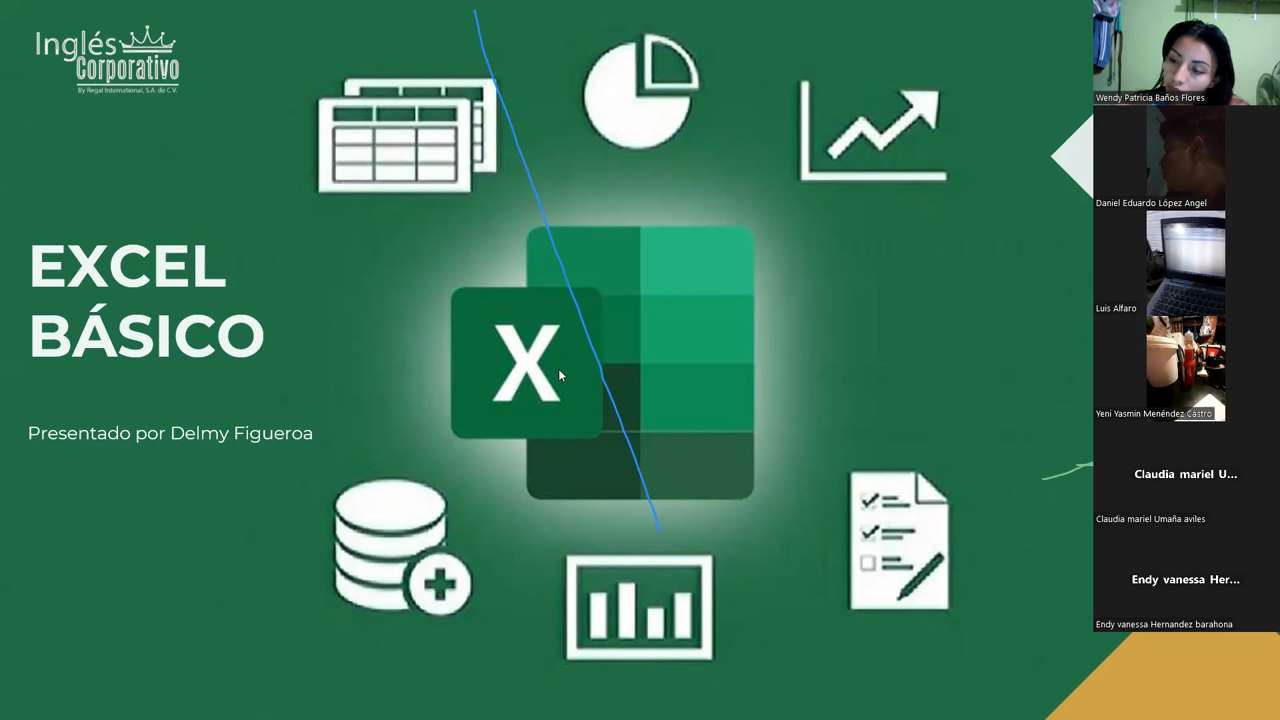 Inglés
Corporativo
By Regal International, S.A. de C.V.
EXCEL
BÁSICO
Presentado por Delmy Figueroa
X
Wendy Patricia Baños Flores
Daniel Eduardo López Angel
Luis Alfaro
Yeni Yasmin Menéndez Castro
Claudia mariel U...
Claudia mariel Umaña aviles
Endy vanessa Her...
Endy vanessa Hernandez barahona